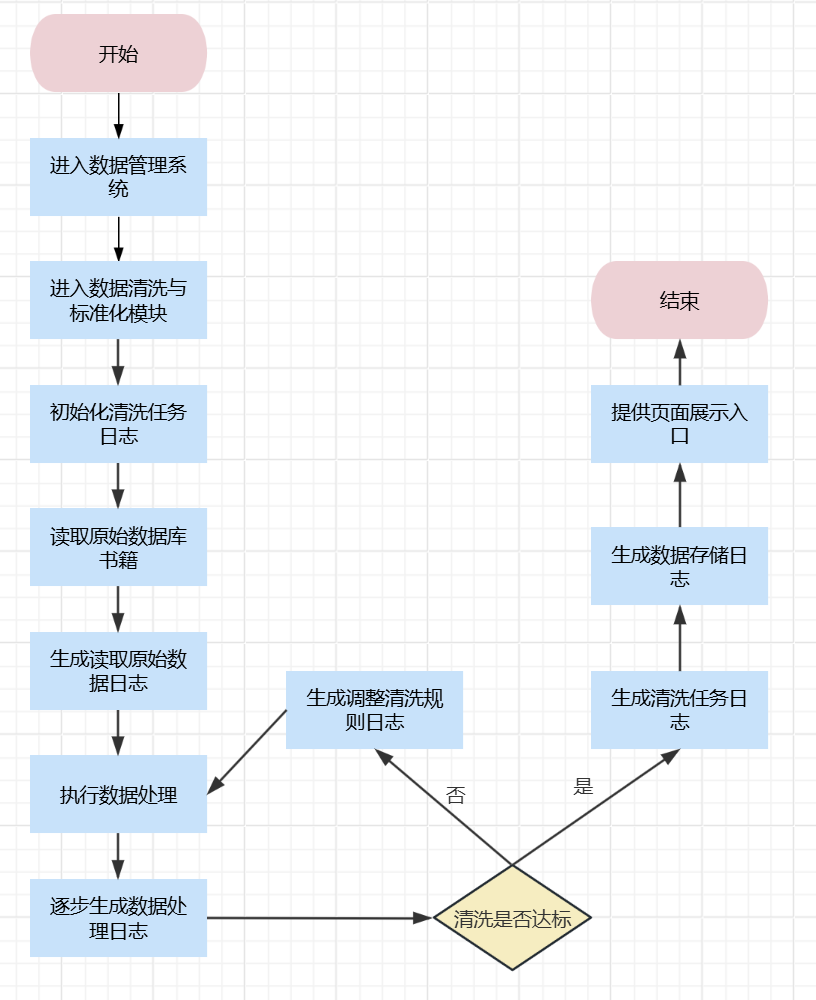 开始
进入数据管理系
统
进入数据清洗与
标准化模块
初始化清洗任务
日志
读取原始数据库
书籍
生成读取原始数
据日志
执行数据处理
逐步生成数据处
理日志
清洗是否达标
否
生成调整清洗规
则日志
是
生成清洗任务日
志
生成数据存储日
志
提供页面展示入
口
结束